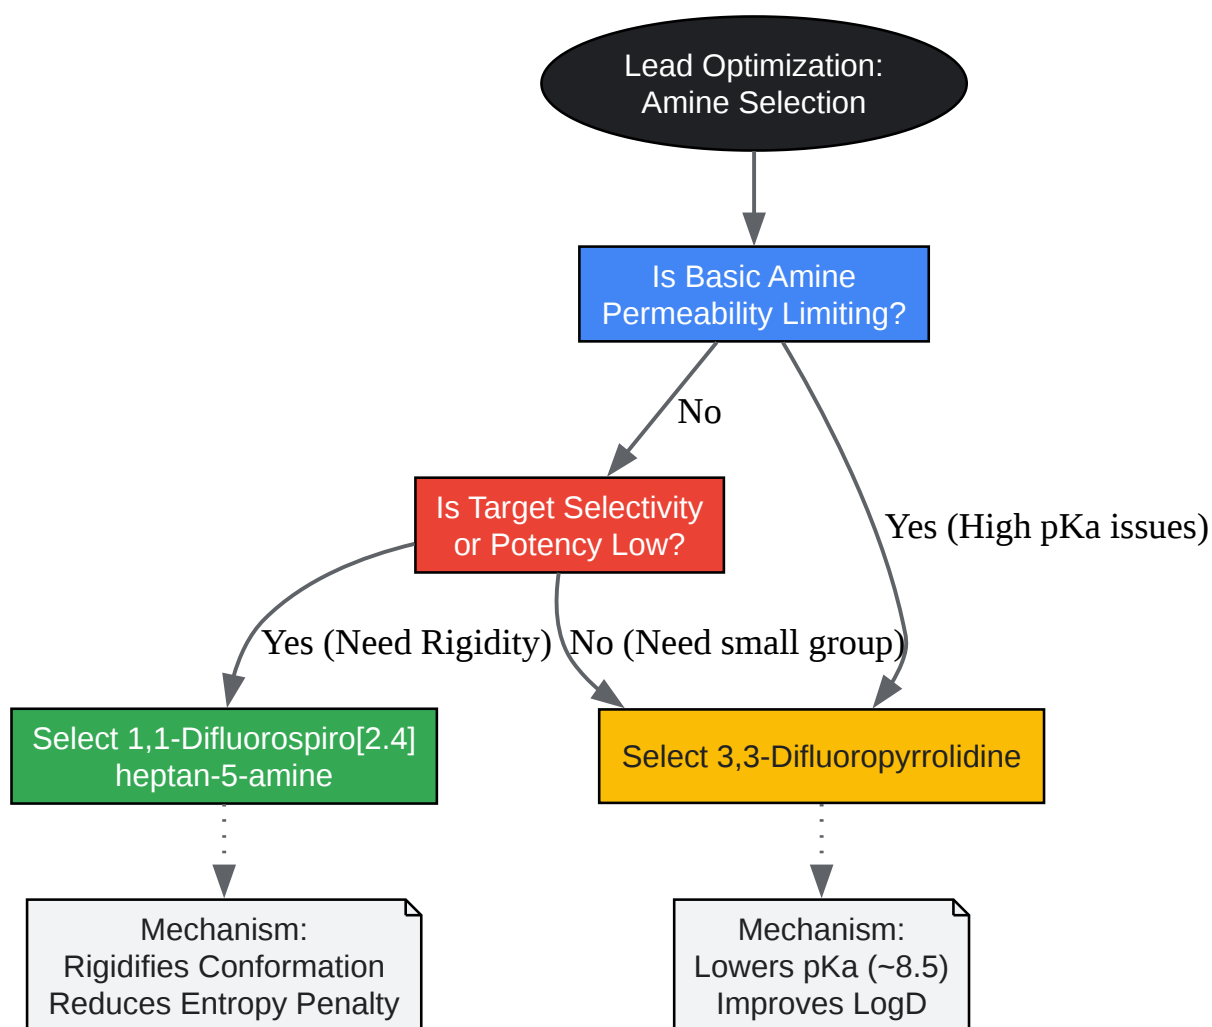 Lead Optimization:
Amine Selection
Is Basic Amine
Permeability Limiting?
No
Is Target Selectivity
or Potency Low?
Yes (High pKa issues)
Yes (Need Rigidity)
No (Need small group)
Select 1,1-Difluorospiro[2.4]
heptan-5-amine
Select 3,3-Difluoropyrrolidine
Mechanism:
Rigidifies Conformation
Reduces Entropy Penalty
Mechanism:
Lowers pKa (~8.5)
Improves LogD